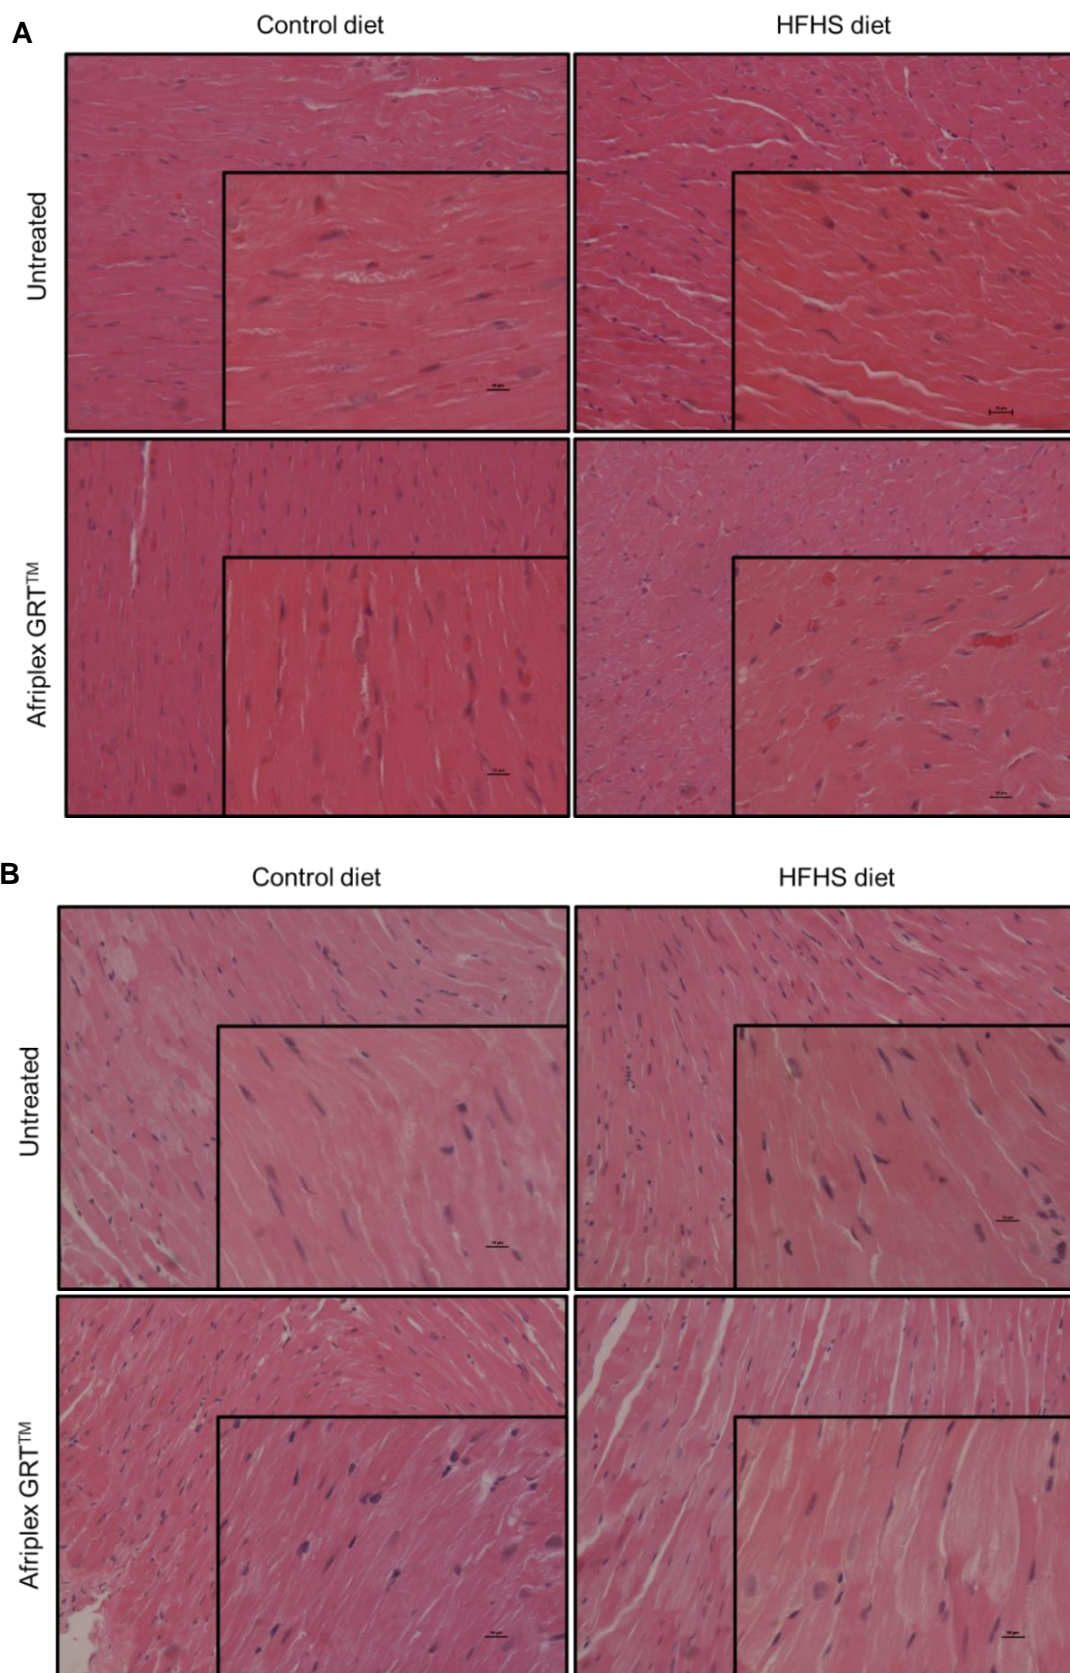 A
Control diet
HFHS diet
Untreated
Afriplex GRT™
B
Control diet
HFHS diet
Untreated
Afriplex GRT™